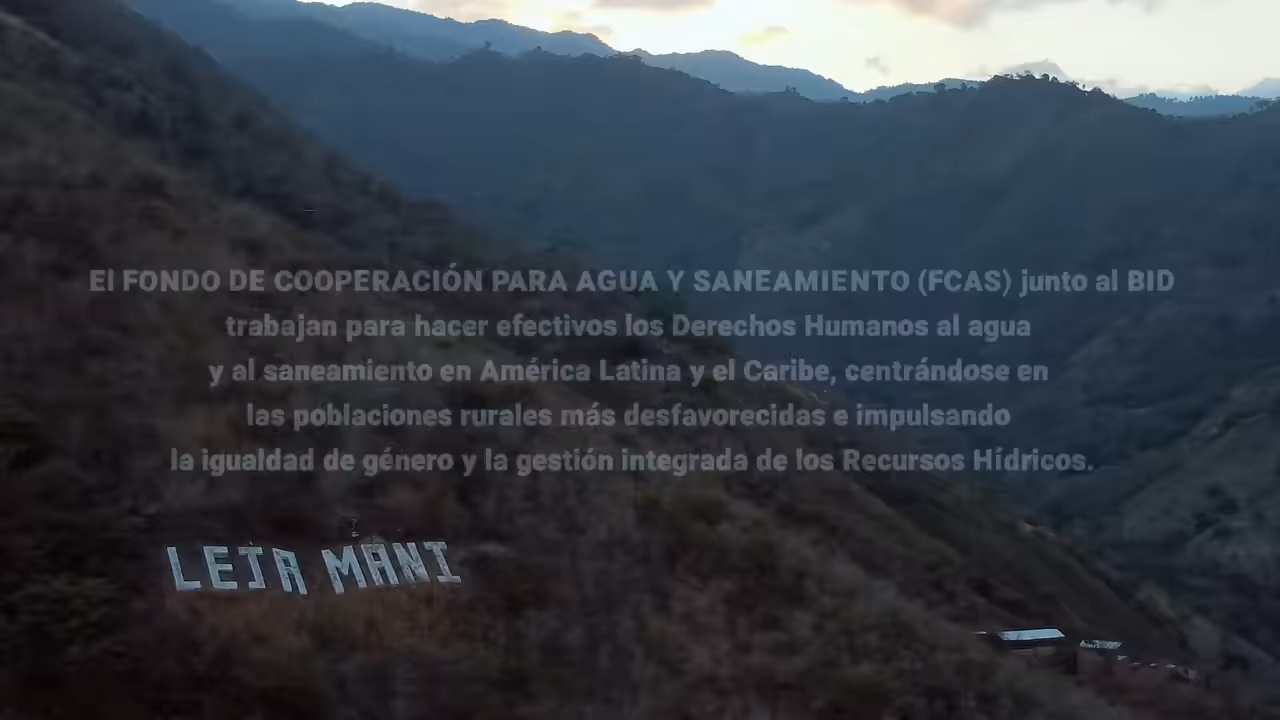 El FONDO DE COOPERACIÓN PARA AGUA Y SANEAMIENTO (FCAS) junto al BID
trabajan para hacer efectivos los Derechos Humanos al agua
y al saneamiento en América Latina y el Caribe, centrándose en
las poblaciones rurales más desfavorecidas e impulsando
la igualdad de género y la gestión integrada de los Recursos Hídricos.
LEJA MANI